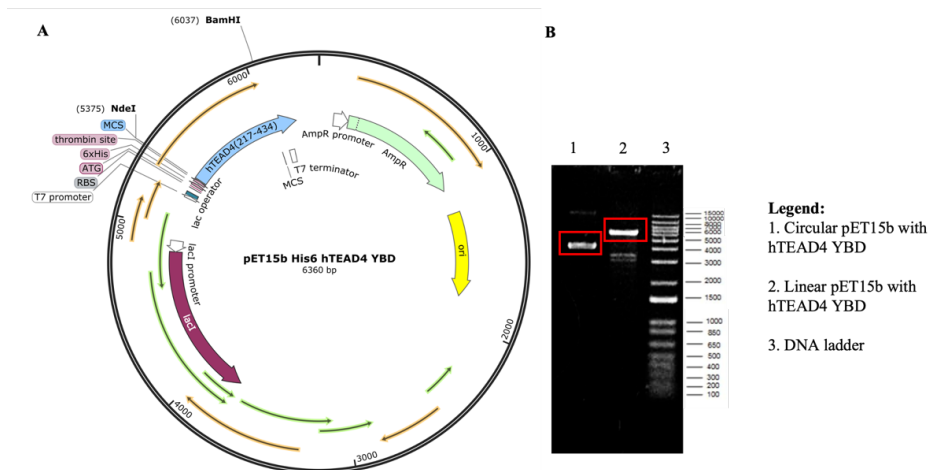 A
(6037) BamHI
B
6000
(5375) NdeI
MCS
thrombin site
6xHis
ATG
RBS
T7 promoter
lac operator
hTEAD4(217-434)
AmpR promoter
AmpR
T7 terminator
MCS
1000
5000
lacI promoter
lacI
ori
pET15b His6 hTEAD4 YBD
6360 bp
2000
4000
3000
1 2 3
15000
10000
8000
6000
5000
4000
3000
2000
1500
1000
850
650
500
400
300
200
100
Legend:
1. Circular pET15b with
hTEAD4 YBD
2. Linear pET15b with
hTEAD4 YBD
3. DNA ladder